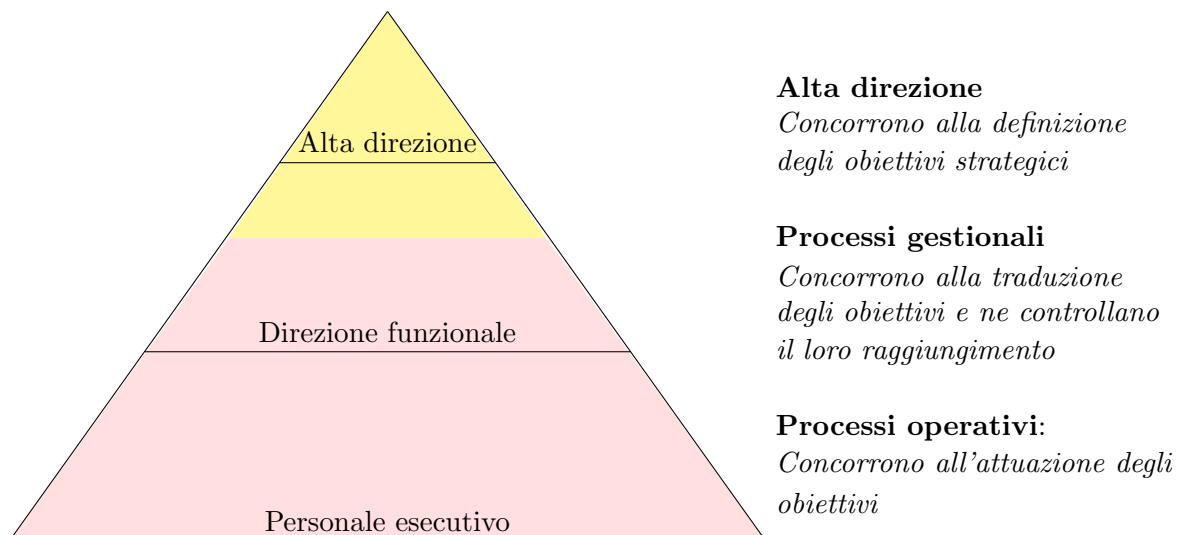 Alta direzione
Direzione funzionale
Personale esecutivo
Alta direzione
Concorrono alla definizione
degli obiettivi strategici
Processi gestionali
Concorrono alla traduzione
degli obiettivi e ne controllano
il loro raggiungimento
Processi operativi:
Concorrono all'attuazione degli
obiettivi